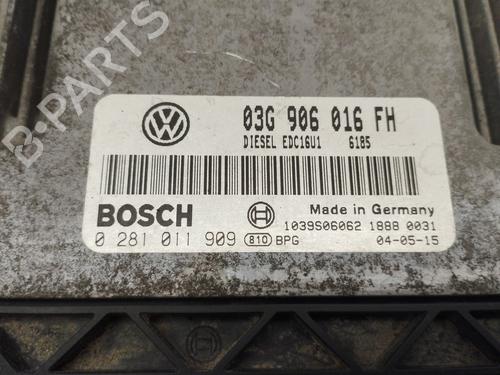 03G 906 016 FH
DIESEL EDC16U1 6185
BOSCH
Made in Germany
1039S06062 1888 0031
0 281 011 909 810 BPG 04-05-15
B-PARTS